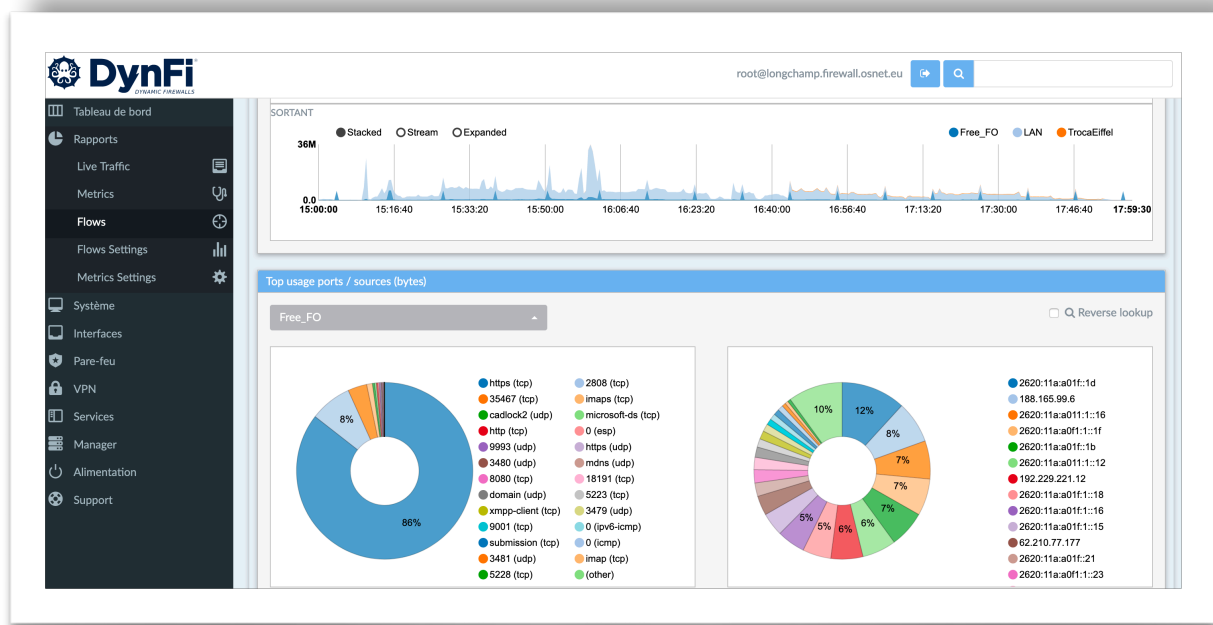 DynFi
DYNAMIC FIREWALLS
root@longchamp.firewall.osnet.eu
Tableau de bord
Rapports
Live Traffic
Metrics
Flows
Flows Settings
Metrics Settings
Système
Interfaces
Pare-feu
VPN
Services
Manager
Alimentation
Support
SORTANT
Stacked Stream Expanded
Free_FO LAN TrocaEiffel
36M
0.0
15:00:00 15:16:40 15:33:20 15:50:00 16:06:40 16:23:20 16:40:00 16:56:40 17:13:20 17:30:00 17:46:40 17:59:30
Top usage ports / sources (bytes)
Free_FO
Reverse lookup
8%
86%
https (tcp) 2808 (tcp)
35467 (tcp) imaps (tcp)
cadlock2 (udp) microsoft-ds (tcp)
http (tcp) 0 (esp)
9993 (udp) https (udp)
3480 (udp) mdns (udp)
8080 (tcp) 18191 (tcp)
domain (udp) 5223 (tcp)
xmpp-client (tcp) 3479 (udp)
9001 (tcp) 0 (ipv6-icmp)
submission (tcp) 0 (icmp)
3481 (udp) imap (tcp)
5228 (tcp) (other)
10% 12%
8%
7%
7%
7%
5% 5% 6% 6%
2620:11a:a01f::1d
188.165.99.6
2620:11a:a011:1::16
2620:11a:a0f1:1::1f
2620:11a:a01f::1b
2620:11a:a011:1::12
192.229.221.12
2620:11a:a01f:1::18
2620:11a:a01f:1::16
2620:11a:a01f:1::15
62.210.77.177
2620:11a:a01f::21
2620:11a:a0f1:1::23